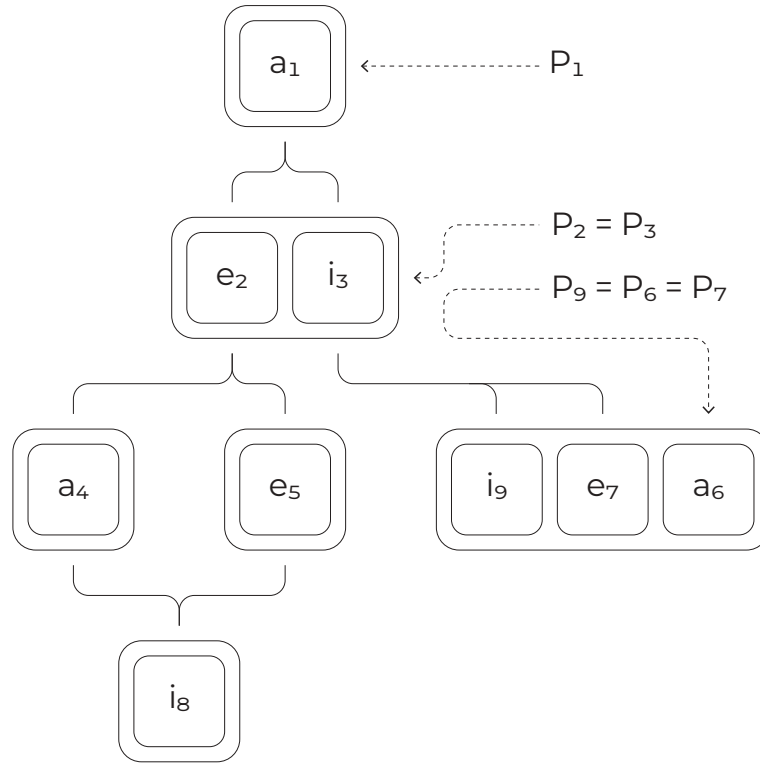 a₁
P₁
P₂ = P₃
e₂ i₃
P₉ = P₆ = P₇
a₄ e₅ i₉ e₇ a₆
i₈